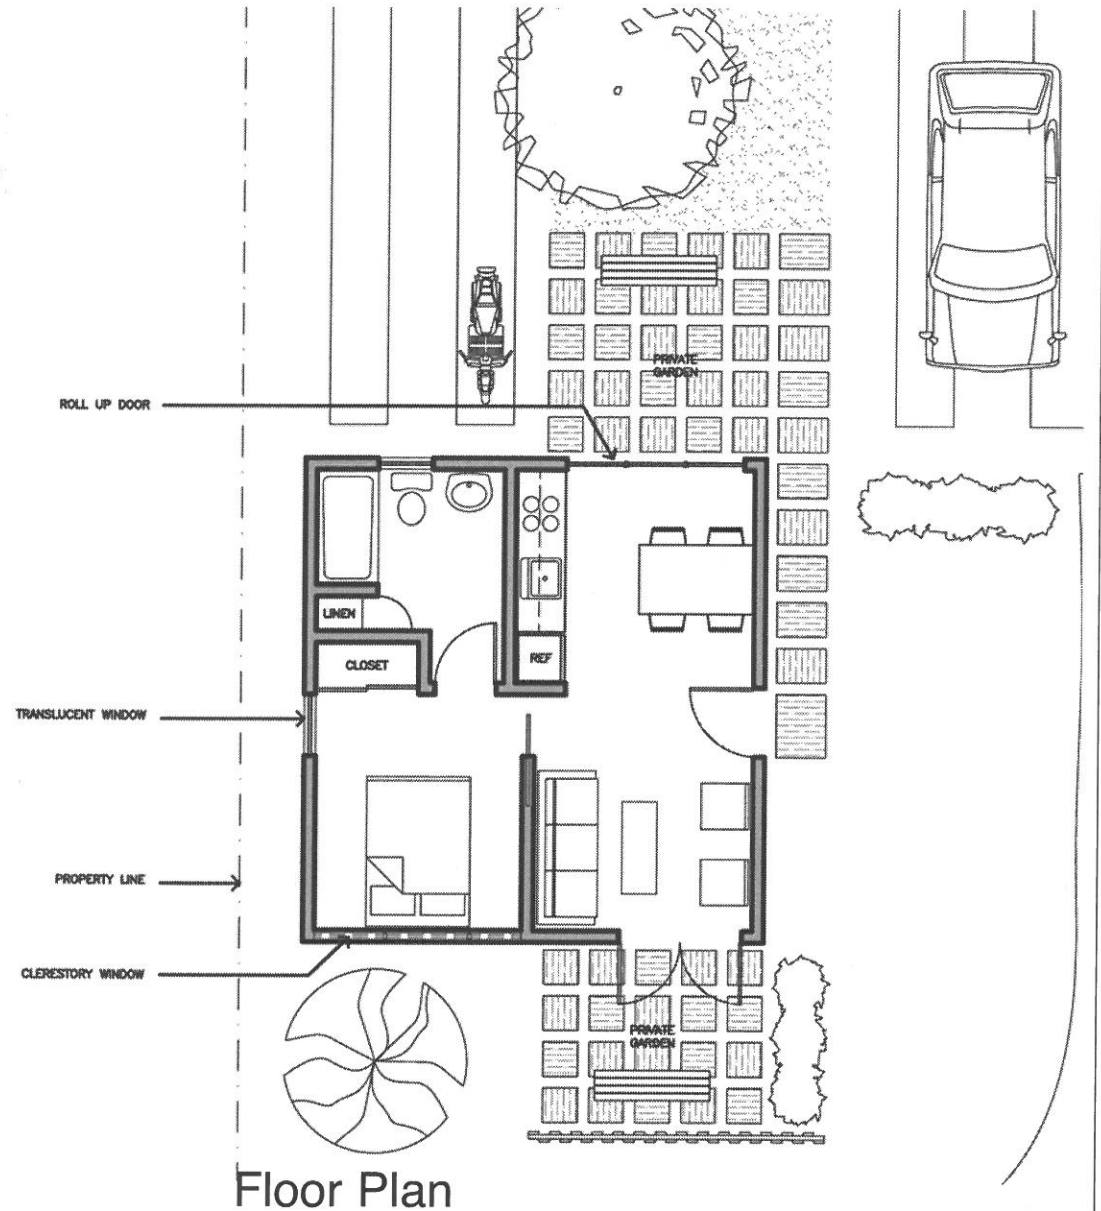 PRIVATE
GARDEN
ROLL UP DOOR
LINEN
REF
CLOSET
TRANSLUCENT WINDOW
PROPERTY LINE
CLERESTORY WINDOW
PRIVATE
GARDEN
Floor Plan